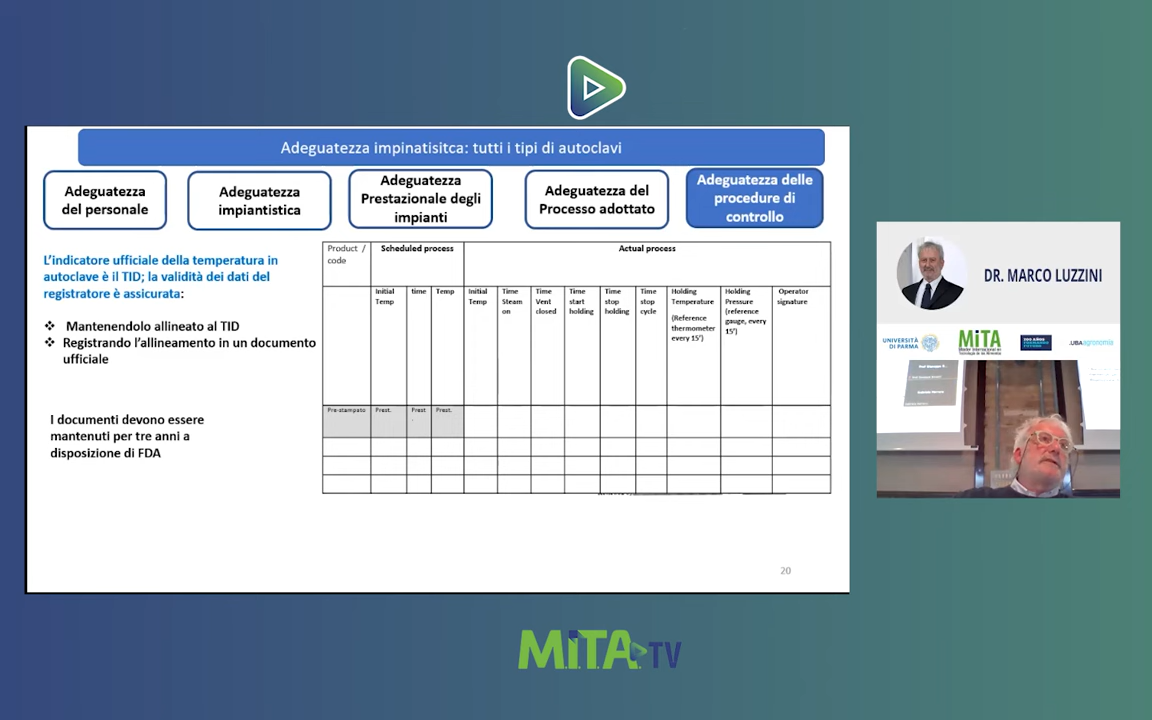 Adeguatezza impinatisitca: tutti i tipi di autoclavi
Adeguatezza
del personale
Adeguatezza
impiantistica
Adeguatezza
Prestazionale degli
impianti
Adeguatezza del
Processo adottato
Adeguatezza delle
procedure di
controllo
L'indicatore ufficiale della temperatura in
autoclave è il TID; la validità dei dati del
registratore è assicurata:
❖ Mantenendolo allineato al TID
❖ Registrando l'allineamento in un documento
ufficiale
I documenti devono essere
mantenuti per tre anni a
disposizione di FDA
Product /
code
Scheduled process
Actual process
Initial
Temp
time
Temp
Initial
Temp
Time
Steam
on
Time
Vent
closed
Time
start
holding
Time
stop
holding
Time
stop
cycle
Holding
Temperature
(Reference
thermometer
every 15')
Holding
Pressure
(reference
gauge, every
15')
Operator
signature
Pre-stampato
Prest.
Prest
.
Prest.
20
DR. MARCO LUZZINI
UNIVERSITÀ
DI PARMA
MiTA
.UBAagronomía
M.i.T.A. TV